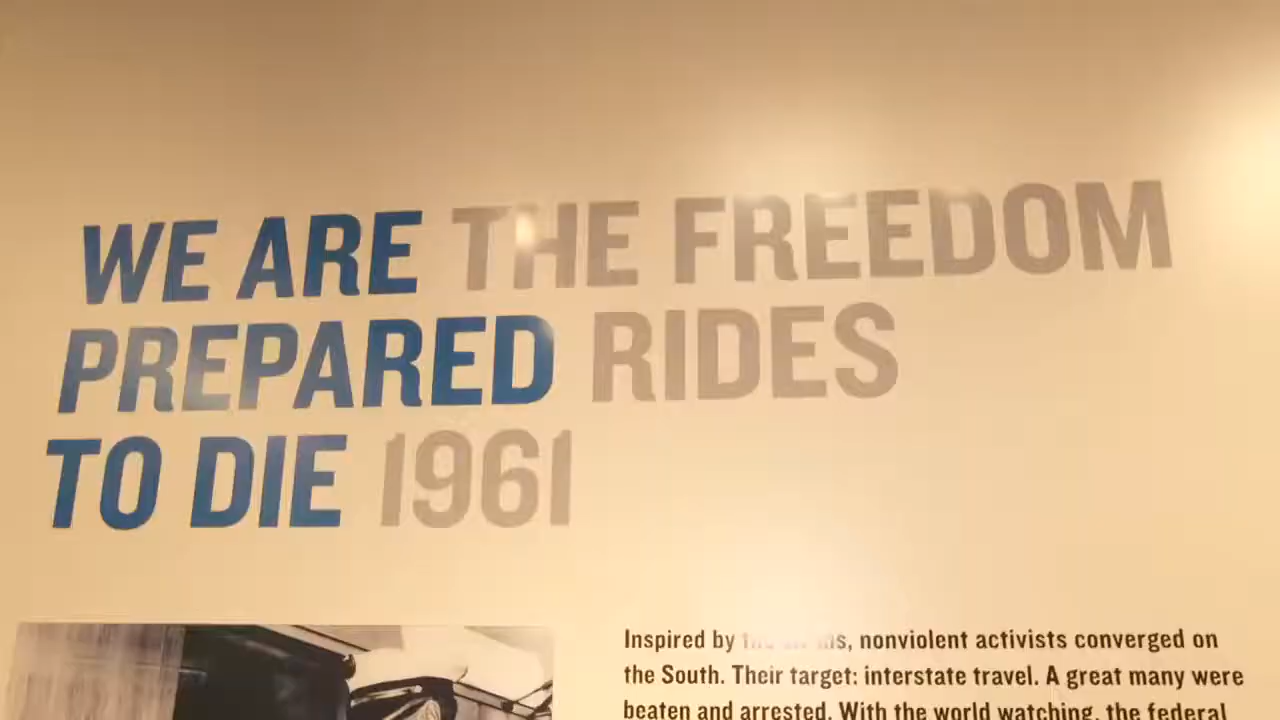 WE ARE THE FREEDOM
PREPARED RIDES
TO DIE 1961
Inspired by , nonviolent activists converged on
the South. Their target: interstate travel. A great many were
beaten and arrested. With the world watching, the federal